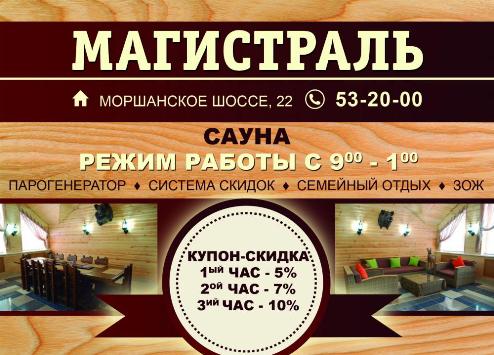 МАГИСТРАЛЬ
МОРШАНСКОЕ ШОССЕ, 22 53-20-00
САУНА
РЕЖИМ РАБОТЫ С 9⁰⁰ - 1⁰⁰
ПАРОГЕНЕРАТОР ♦ СИСТЕМА СКИДОК ♦ СЕМЕЙНЫЙ ОТДЫХ ♦ ЗОЖ
КУПОН-СКИДКА
1ЫЙ ЧАС - 5%
2ОЙ ЧАС - 7%
3ИЙ ЧАС - 10%